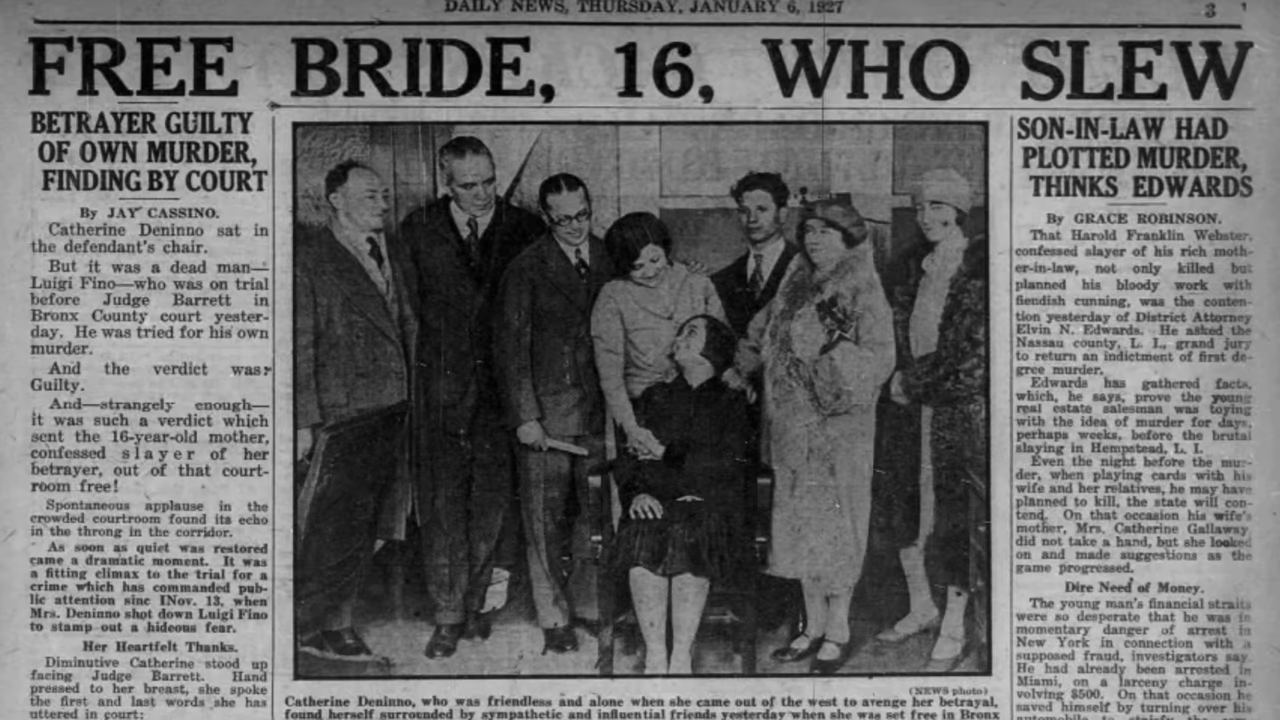 DAILY NEWS, THURSDAY, JANUARY 6, 1927
3
FREE BRIDE, 16, WHO SLEW
BETRAYER GUILTY
OF OWN MURDER,
FINDING BY COURT
By JAY CASSINO.
Catherine Deninno sat in
the defendant's chair.
But it was a dead man—
Luigi Fino—who was on trial
before Judge Barrett in
Bronx County court yester-
day. He was tried for his own
murder.
And the verdict was:
Guilty.
And—strangely enough—
it was such a verdict which
sent the 16-year-old mother,
confessed slayer of her
betrayer, out of that court-
room free!
Spontaneous applause in the
crowded courtroom found its echo
in the throng in the corridor.
As soon as quiet was restored
came a dramatic moment. It was
a fitting climax to the trial for a
crime which has commanded pub-
lic attention sinc INov. 13, when
Mrs. Deninno shot down Luigi Fino
to stamp out a hideous fear.
Her Heartfelt Thanks.
Diminutive Catherine stood up
facing Judge Barrett. Hand
pressed to her breast, she spoke
the first and last words she has
uttered in court:
(NEWS photo)
Catherine Deninno, who was friendless and alone when she came out of the west to avenge her betrayal,
found herself surrounded by sympathetic and influential friends yesterday when she was set free in Bronx
SON-IN-LAW HAD
PLOTTED MURDER,
THINKS EDWARDS
By GRACE ROBINSON.
That Harold Franklin Webster,
confessed slayer of his rich moth-
er-in-law, not only killed but
planned his bloody work with
fiendish cunning, was the conten-
tion yesterday of District Attorney
Elvin N. Edwards. He asked the
Nassau county, L. I., grand jury
to return an indictment of first de-
gree murder.
Edwards has gathered facts,
which, he says, prove the young
real estate salesman was toying
with the idea of murder for days,
perhaps weeks, before the brutal
slaying in Hempstead, L. I.
Even the night before the mur-
der, when playing cards with his
wife and her relatives, he may have
planned to kill, the state will con-
tend. On that occasion his wife's
mother, Mrs. Catherine Gallaway
did not take a hand, but she looked
on and made suggestions as the
game progressed.
Dire Need of Money.
The young man's financial straits
were so desperate that he was in
momentary danger of arrest in
New York in connection with a
supposed fraud, investigators say.
He had already been arrested in
Miami, on a larceny charge in-
volving $500. On that occasion he
saved himself by turning over his